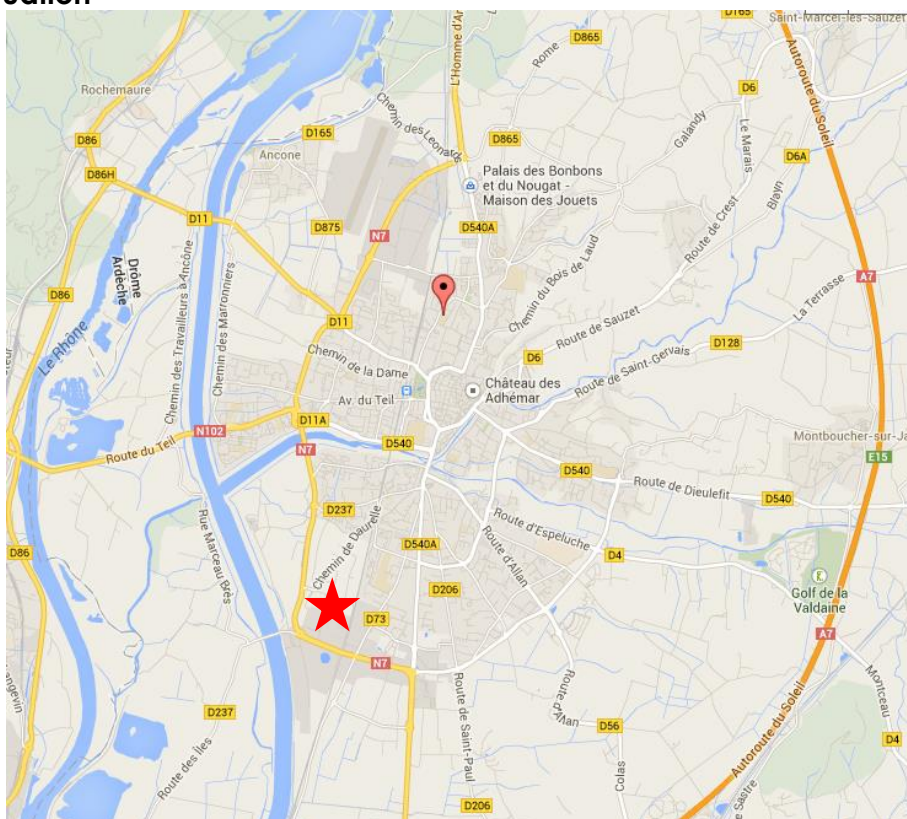 D165
Saint-Marcel-lès-Sauzet
D865
Rome
L'Homme d'Ar
Autoroute du Soleil
Rochemaure
D6
Chemin des Leonards
D86
D165
D865
Galandy
Le Marais
D6A
Ancone
Palais des Bonbons
et du Nougat -
Maison des Jouets
D86H
Blayn
D11
D875
N7
D540A
Route de Crest
Chemin du Bois de Laud
Drôme
Ardèche
A7
D86
Chemin des Travailleurs à Ancône
Chemin des Marronniers
La Terrasse
D11
Route de Sauzet
Le Rhône
D128
Chemin de la Dame
D6
Route de Saint-Gervais
Château des
Adhémar
Av. du Teil
D11A
N102
D540
Montboucher-sur-Ja
Route du Teil
N7
E15
D540
Route de Dieulefit
D540
D237
Rue Marceau Brès
Chemin de Daurelle
Route d'Espeluche
D86
D540A
Route d'Allan
D4
D206
Golf de la
Valdaine
D73
A7
N7
Route de Saint-Paul
Route d'Allan
Montceau
angevin
D237
D56
D4
Route des Îles
Colas
Autoroute du Soleil
D206
Sastre